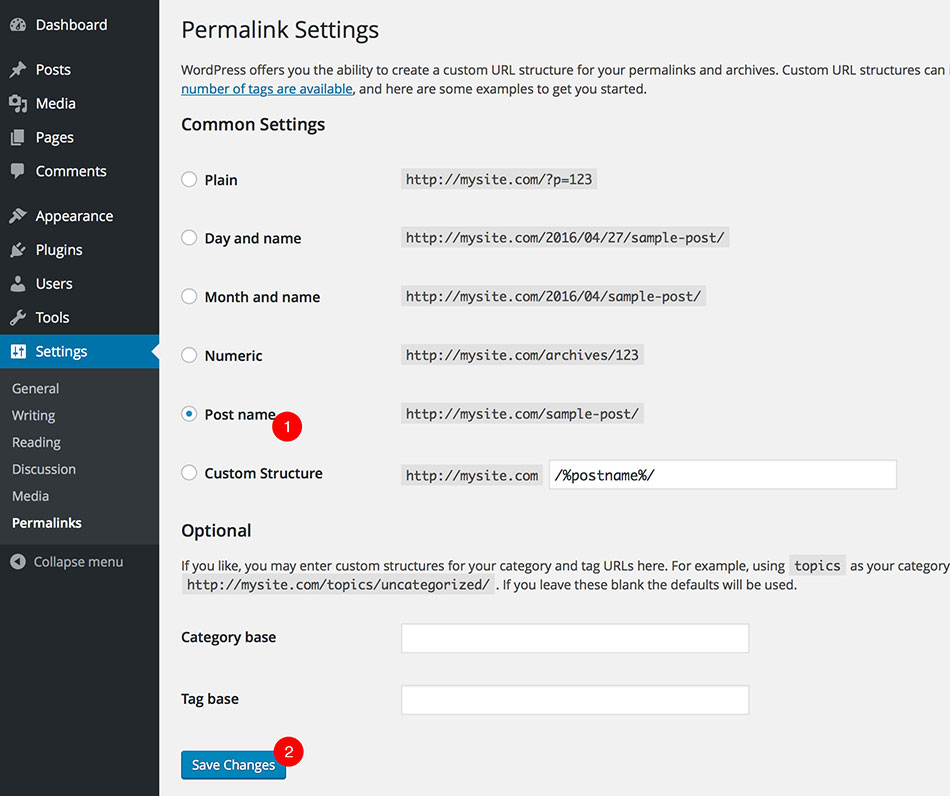 Dashboard
Posts
Media
Pages
Comments
Appearance
Plugins
Users
Tools
Settings
General
Writing
Reading
Discussion
Media
Permalinks
Collapse menu
Permalink Settings
WordPress offers you the ability to create a custom URL structure for your permalinks and archives. Custom URL structures can
number of tags are available, and here are some examples to get you started.
Common Settings
Plain http://mysite.com/?p=123
Day and name http://mysite.com/2016/04/27/sample-post/
Month and name http://mysite.com/2016/04/sample-post/
Numeric http://mysite.com/archives/123
Post name http://mysite.com/sample-post/
1
Custom Structure http://mysite.com /%postname%/
Optional
If you like, you may enter custom structures for your category and tag URLs here. For example, using topics as your category
http://mysite.com/topics/uncategorized/ . If you leave these blank the defaults will be used.
Category base
Tag base
2
Save Changes